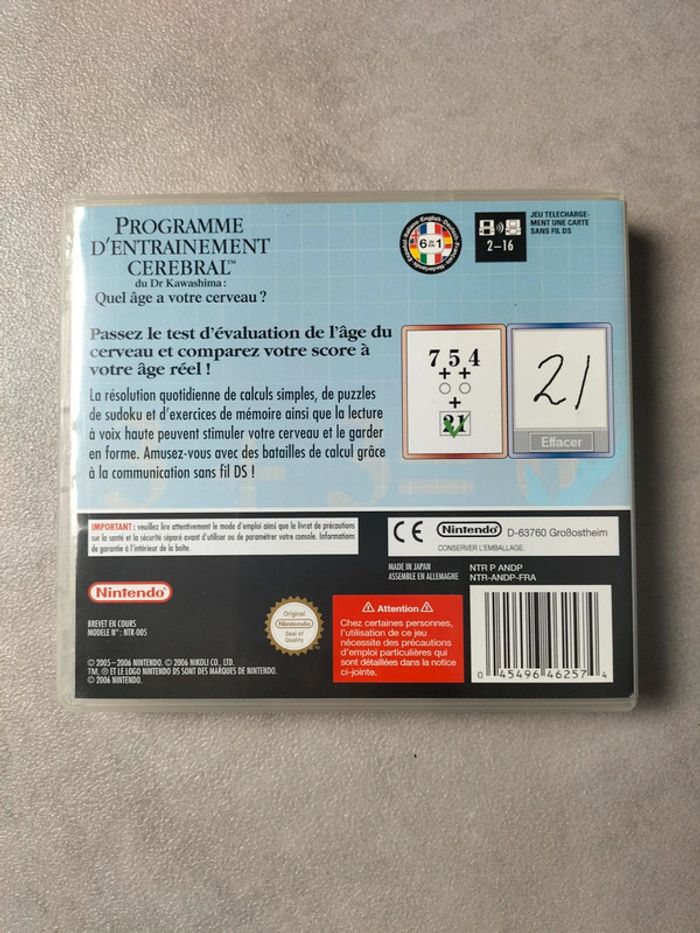 PROGRAMME
D'ENTRAINEMENT
CEREBRAL™
du Dr Kawashima :
Quel âge a votre cerveau ?
English-Deutsch-Français
Nederlands-Español-Italiano
6 en 1
2–16
JEU TELECHARGE-
MENT UNE CARTE
SANS FIL DS
Passez le test d'évaluation de l'âge du
cerveau et comparez votre score à
votre âge réel !
La résolution quotidienne de calculs simples, de puzzles
de sudoku et d'exercices de mémoire ainsi que la lecture
à voix haute peuvent stimuler votre cerveau et le garder
en forme. Amusez-vous avec des batailles de calcul grâce
à la communication sans fil DS !
7 5 4
+ +
+
21
21
Effacer
IMPORTANT : veuillez lire attentivement le mode d'emploi ainsi que le livret de précautions
sur la santé et la sécurité séparé avant d'utiliser ou de paramétrer votre console. Informations
de garantie à l'intérieur de la boîte.
CE Nintendo D-63760 Großostheim
CONSERVER L'EMBALLAGE.
MADE IN JAPAN
ASSEMBLE EN ALLEMAGNE
NTR P ANDP
NTR-ANDP-FRA
Nintendo
BREVET EN COURS
MODELE N° : NTR-005
Original
Nintendo
Seal of
Quality
Attention
Chez certaines personnes,
l'utilisation de ce jeu
nécessite des précautions
d'emploi particulières qui
sont détaillées dans la notice
ci-jointe.
0 45496 46257 4
© 2005–2006 NINTENDO. © 2006 NIKOLI CO., LTD.
TM, ® ET LE LOGO NINTENDO DS SONT DES MARQUES DE NINTENDO.
© 2006 NINTENDO.